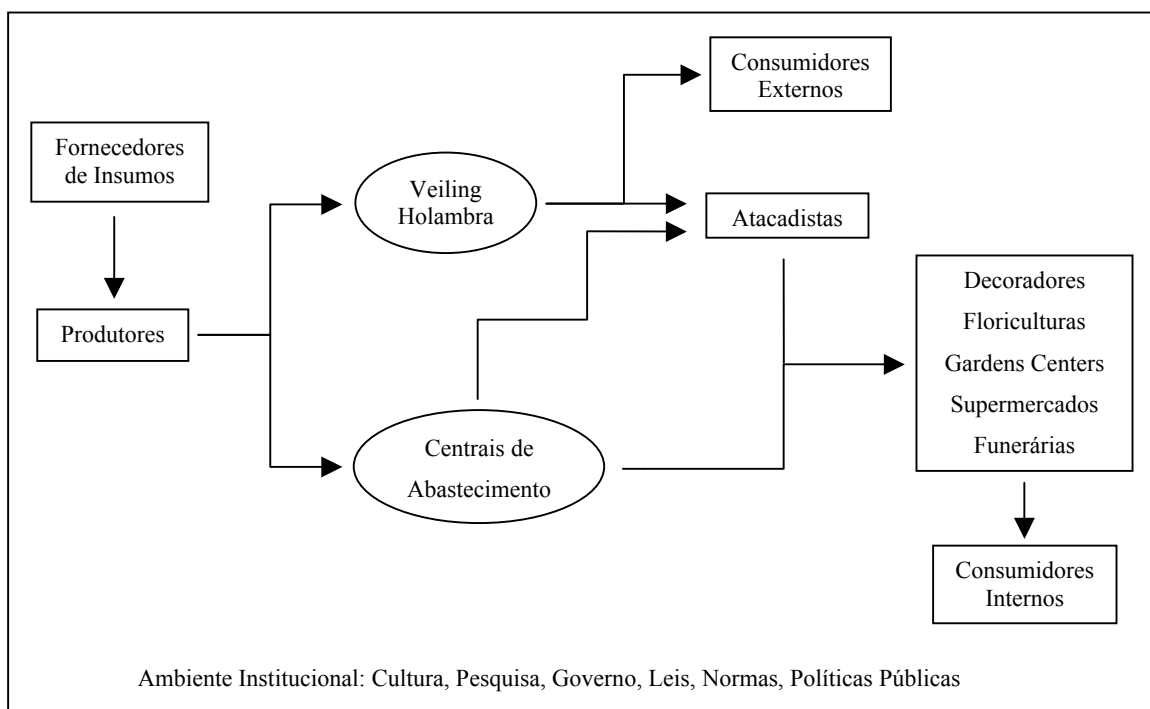 Consumidores
Externos
Fornecedores
de Insumos
Veiling
Holambra
Atacadistas
Produtores
Decoradores
Floriculturas
Gardens Centers
Supermercados
Funerárias
Centrais de
Abastecimento
Consumidores
Internos
Ambiente Institucional: Cultura, Pesquisa, Governo, Leis, Normas, Políticas Públicas